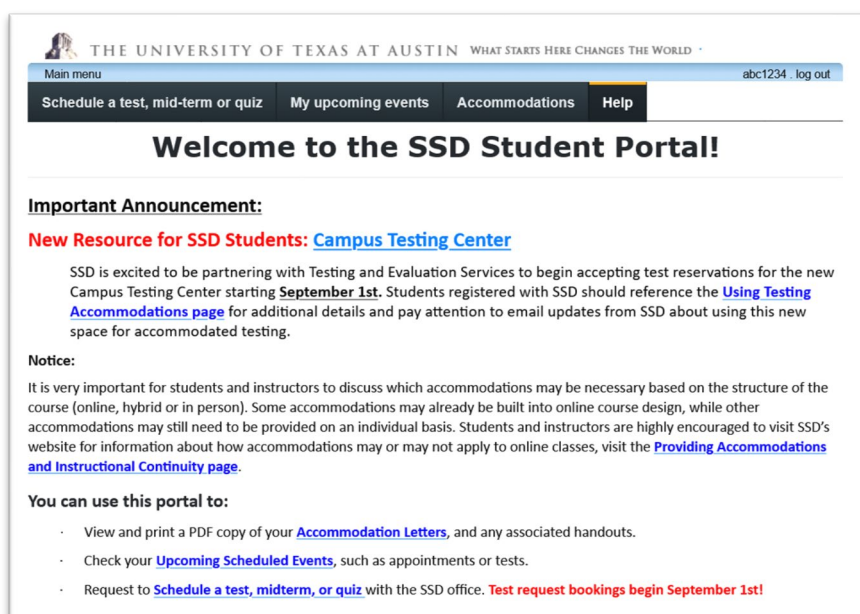 THE UNIVERSITY OF TEXAS AT AUSTIN WHAT STARTS HERE CHANGES THE WORLD
Main menu abc1234 . log out
Schedule a test, mid-term or quiz My upcoming events Accommodations Help
Welcome to the SSD Student Portal!
Important Announcement:
New Resource for SSD Students: Campus Testing Center
SSD is excited to be partnering with Testing and Evaluation Services to begin accepting test reservations for the new
Campus Testing Center starting September 1st. Students registered with SSD should reference the Using Testing
Accommodations page for additional details and pay attention to email updates from SSD about using this new
space for accommodated testing.
Notice:
It is very important for students and instructors to discuss which accommodations may be necessary based on the structure of the
course (online, hybrid or in person). Some accommodations may already be built into online course design, while other
accommodations may still need to be provided on an individual basis. Students and instructors are highly encouraged to visit SSD's
website for information about how accommodations may or may not apply to online classes, visit the Providing Accommodations
and Instructional Continuity page.
You can use this portal to:
· View and print a PDF copy of your Accommodation Letters, and any associated handouts.
· Check your Upcoming Scheduled Events, such as appointments or tests.
· Request to Schedule a test, midterm, or quiz with the SSD office. Test request bookings begin September 1st!